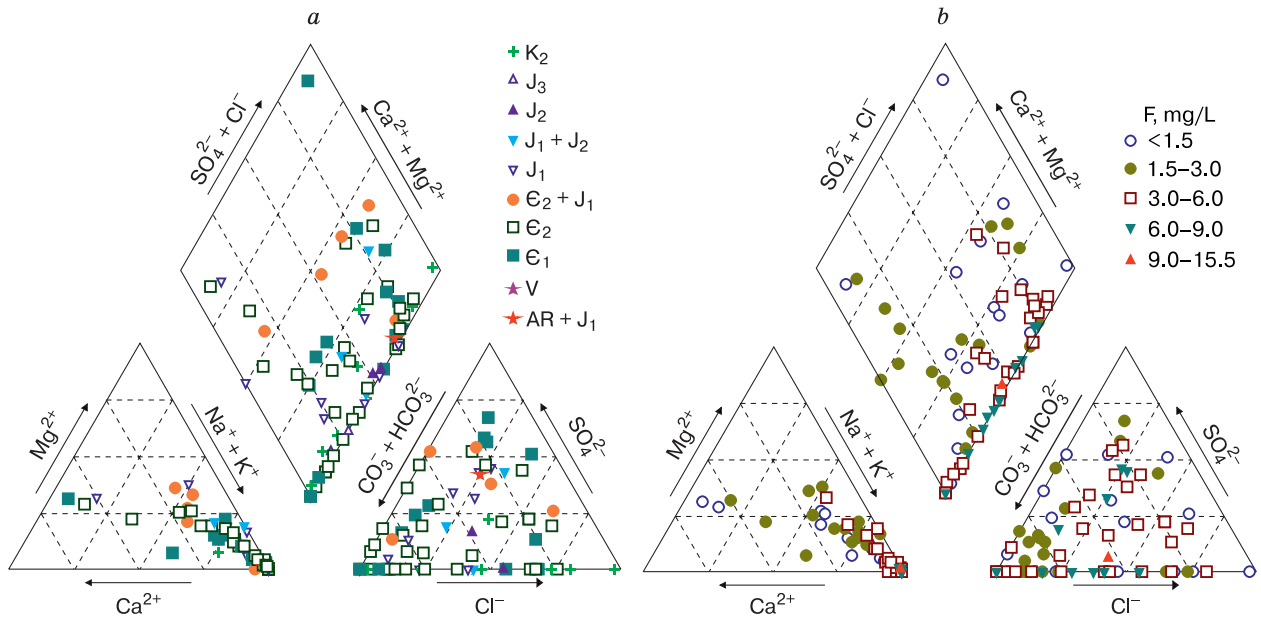 a
K₂
J₃
J₂
J₁ + J₂
J₁
Є₂ + J₁
Є₂
Є₁
V
AR + J₁
SO₄²⁻ + Cl⁻
Ca²⁺ + Mg²⁺
Mg²⁺
Na⁺ + K⁺
CO₃⁻ + HCO₃²⁻
SO₄²⁻
Ca²⁺
Cl⁻
b
F, mg/L
<1.5
1.5–3.0
3.0–6.0
6.0–9.0
9.0–15.5
SO₄²⁻ + Cl⁻
Ca²⁺ + Mg²⁺
Mg²⁺
Na⁺ + K⁺
CO₃⁻ + HCO₃²⁻
SO₄²⁻
Ca²⁺
Cl⁻